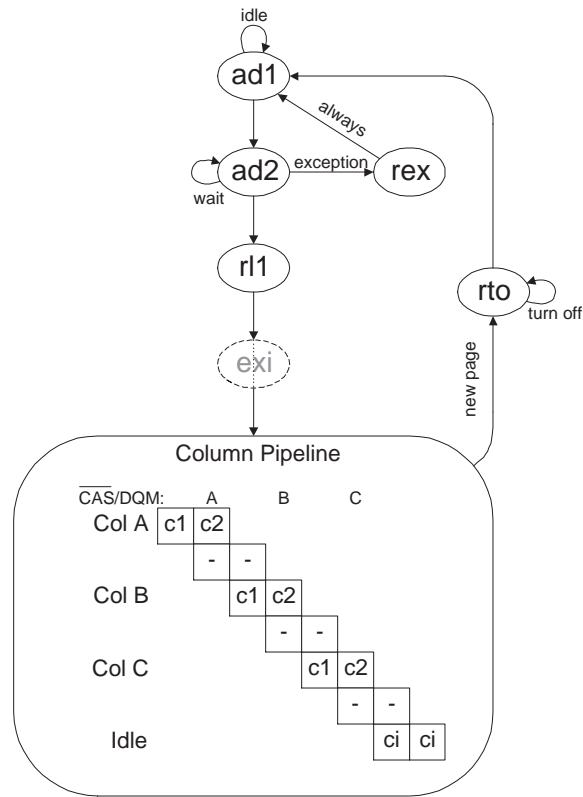 idle
ad1
always
ad2
exception
rex
wait
rl1
rto
turn off
exi
new page
Column Pipeline
CAS/DQM: A B C
Col A c1 c2
- -
Col B c1 c2
- -
Col C c1 c2
- -
Idle ci ci